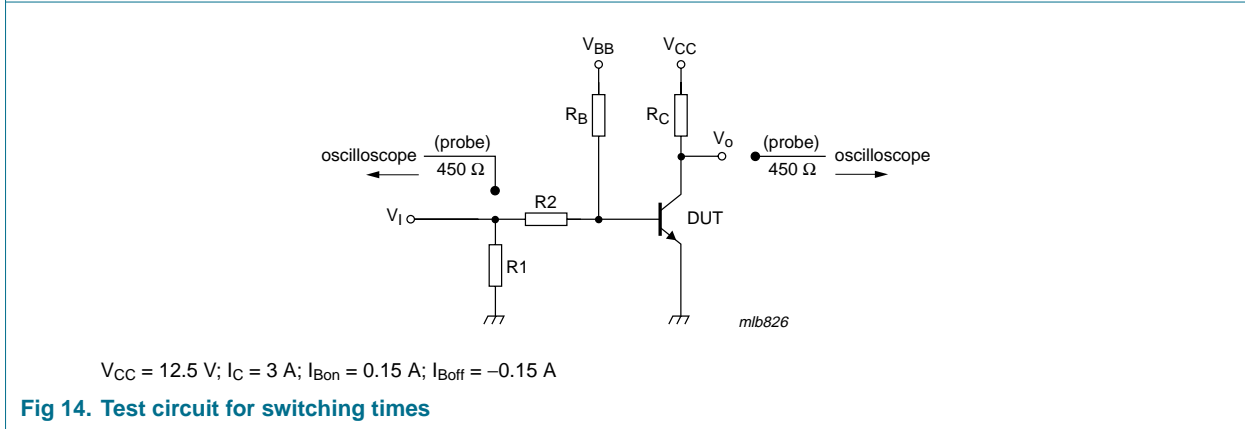 V_BB V_CC
R_B R_C
V_o
(probe) (probe)
oscilloscope oscilloscope
450 Ω 450 Ω
R2
V_I DUT
R1
mlb826
V_CC = 12.5 V; I_C = 3 A; I_Bon = 0.15 A; I_Boff = −0.15 A
Fig 14. Test circuit for switching times